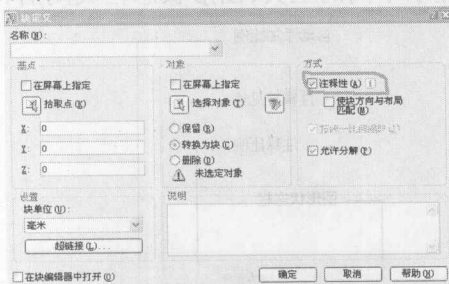 块定义
名称(N):
基点
在屏幕上指定
拾取点(K)
X: 0
Y: 0
Z: 0
对象
在屏幕上指定
选择对象(T)
保留(R)
转换为块(C)
删除(D)
未选定对象
方式
注释性(A)
使块方向与布局
匹配(M)
允许分解(P)
设置
块单位(U):
毫米
超链接(L)...
说明
在块编辑器中打开(O)
确定
取消
帮助(H)